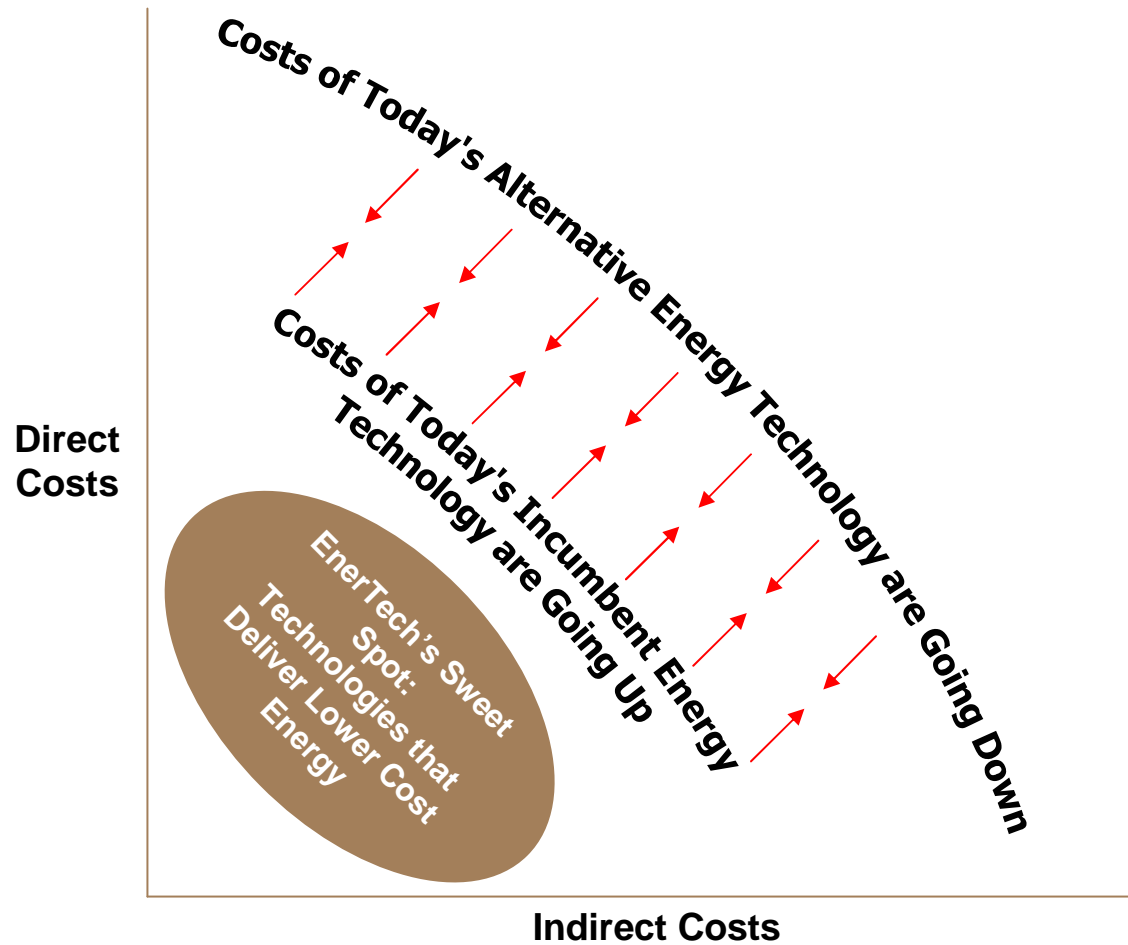 Costs of Today's Alternative Energy Technology are Going Down
Costs of Today's Incumbent Energy
Technology are Going Up
Direct
Costs
EnerTech’s Sweet
Spot:
Technologies that
Deliver Lower Cost
Energy
Indirect Costs